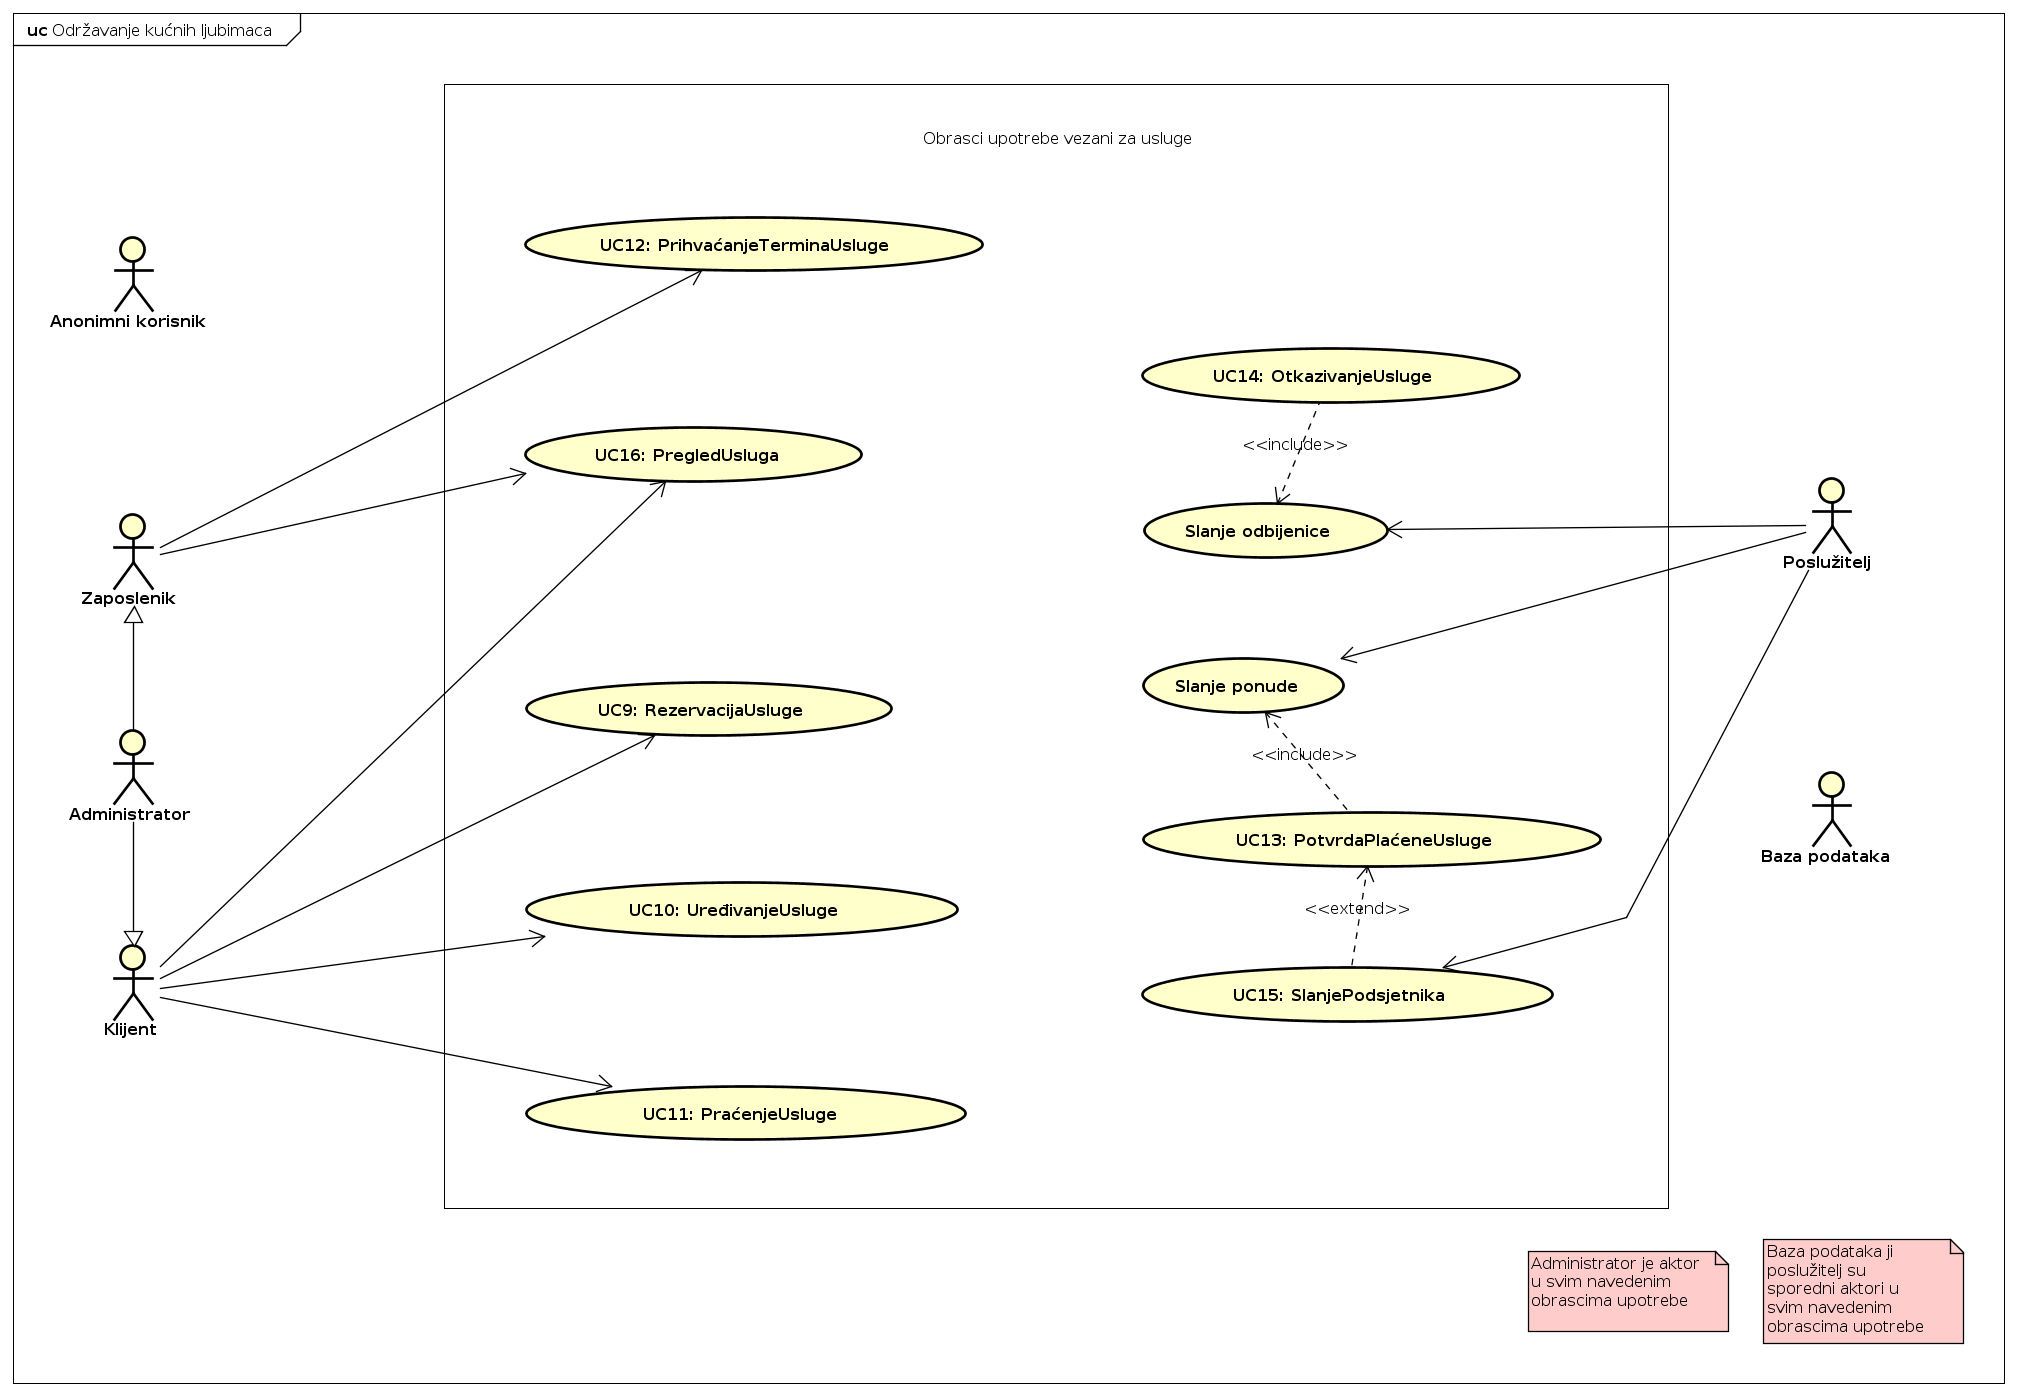 uc Održavanje kućnih ljubimaca
Obrasci upotrebe vezani za usluge
UC12: PrihvaćanjeTerminaUsluge
Anonimni korisnik
UC14: OtkazivanjeUsluge
<<include>>
UC16: PregledUsluga
Slanje odbijenice
Poslužitelj
Zaposlenik
Slanje ponude
UC9: RezervacijaUsluge
<<include>>
Administrator
UC13: PotvrdaPlaćeneUsluge
Baza podataka
<<extend>>
UC10: UređivanjeUsluge
UC15: SlanjePodsjetnika
Klijent
UC11: PraćenjeUsluge
Administrator je aktor
u svim navedenim
obrascima upotrebe
Baza podataka ji
poslužitelj su
sporedni aktori u
svim navedenim
obrascima upotrebe